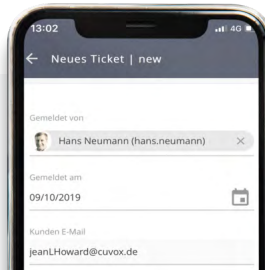 13:02
4G
Neues Ticket | new
Gemeldet von
Hans Neumann (hans.neumann)
Gemeldet am
09/10/2019
Kunden E-Mail
jeanLHoward@cuvox.de